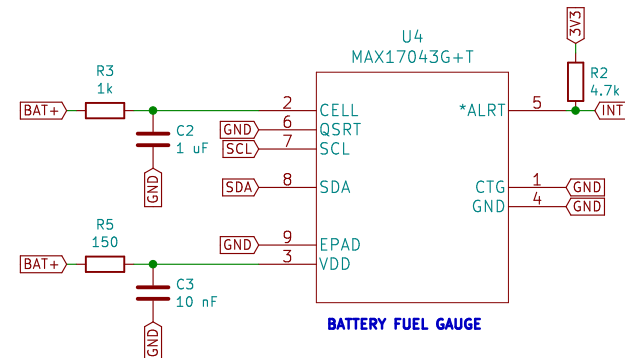 3V3
U4
MAX17043G+T
R3
1k
R2
4.7k
BAT+
2
CELL
*ALRT
5
INT
GND
6
QSRT
C2
1 uF
SCL
7
SCL
GND
SDA
8
SDA
CTG
1
GND
GND
4
GND
R5
150
GND
9
EPAD
BAT+
3
VDD
C3
10 nF
GND
BATTERY FUEL GAUGE